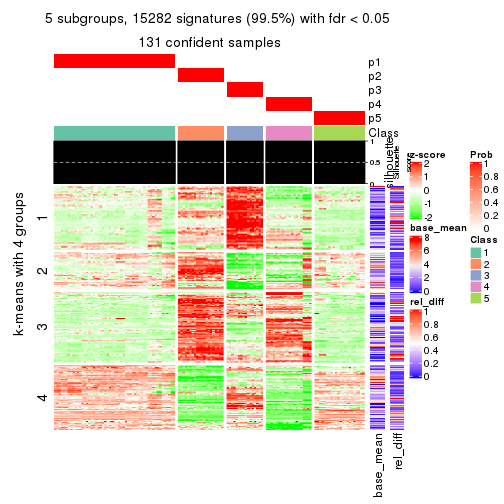 5 subgroups, 15282 signatures (99.5%) with fdr < 0.05
131 confident samples
p1
p2
p3
p4
p5
Class
1
0.5
0
silhouette
Silhouette
score
k-means with 4 groups
1
2
3
4
base_mean
rel_diff
z-score
2
1
0
-1
-2
base_mean
8
6
4
2
0
rel_diff
1
0.8
0.6
0.4
0.2
0
Prob
1
0.8
0.6
0.4
0.2
0
Class
1
2
3
4
5